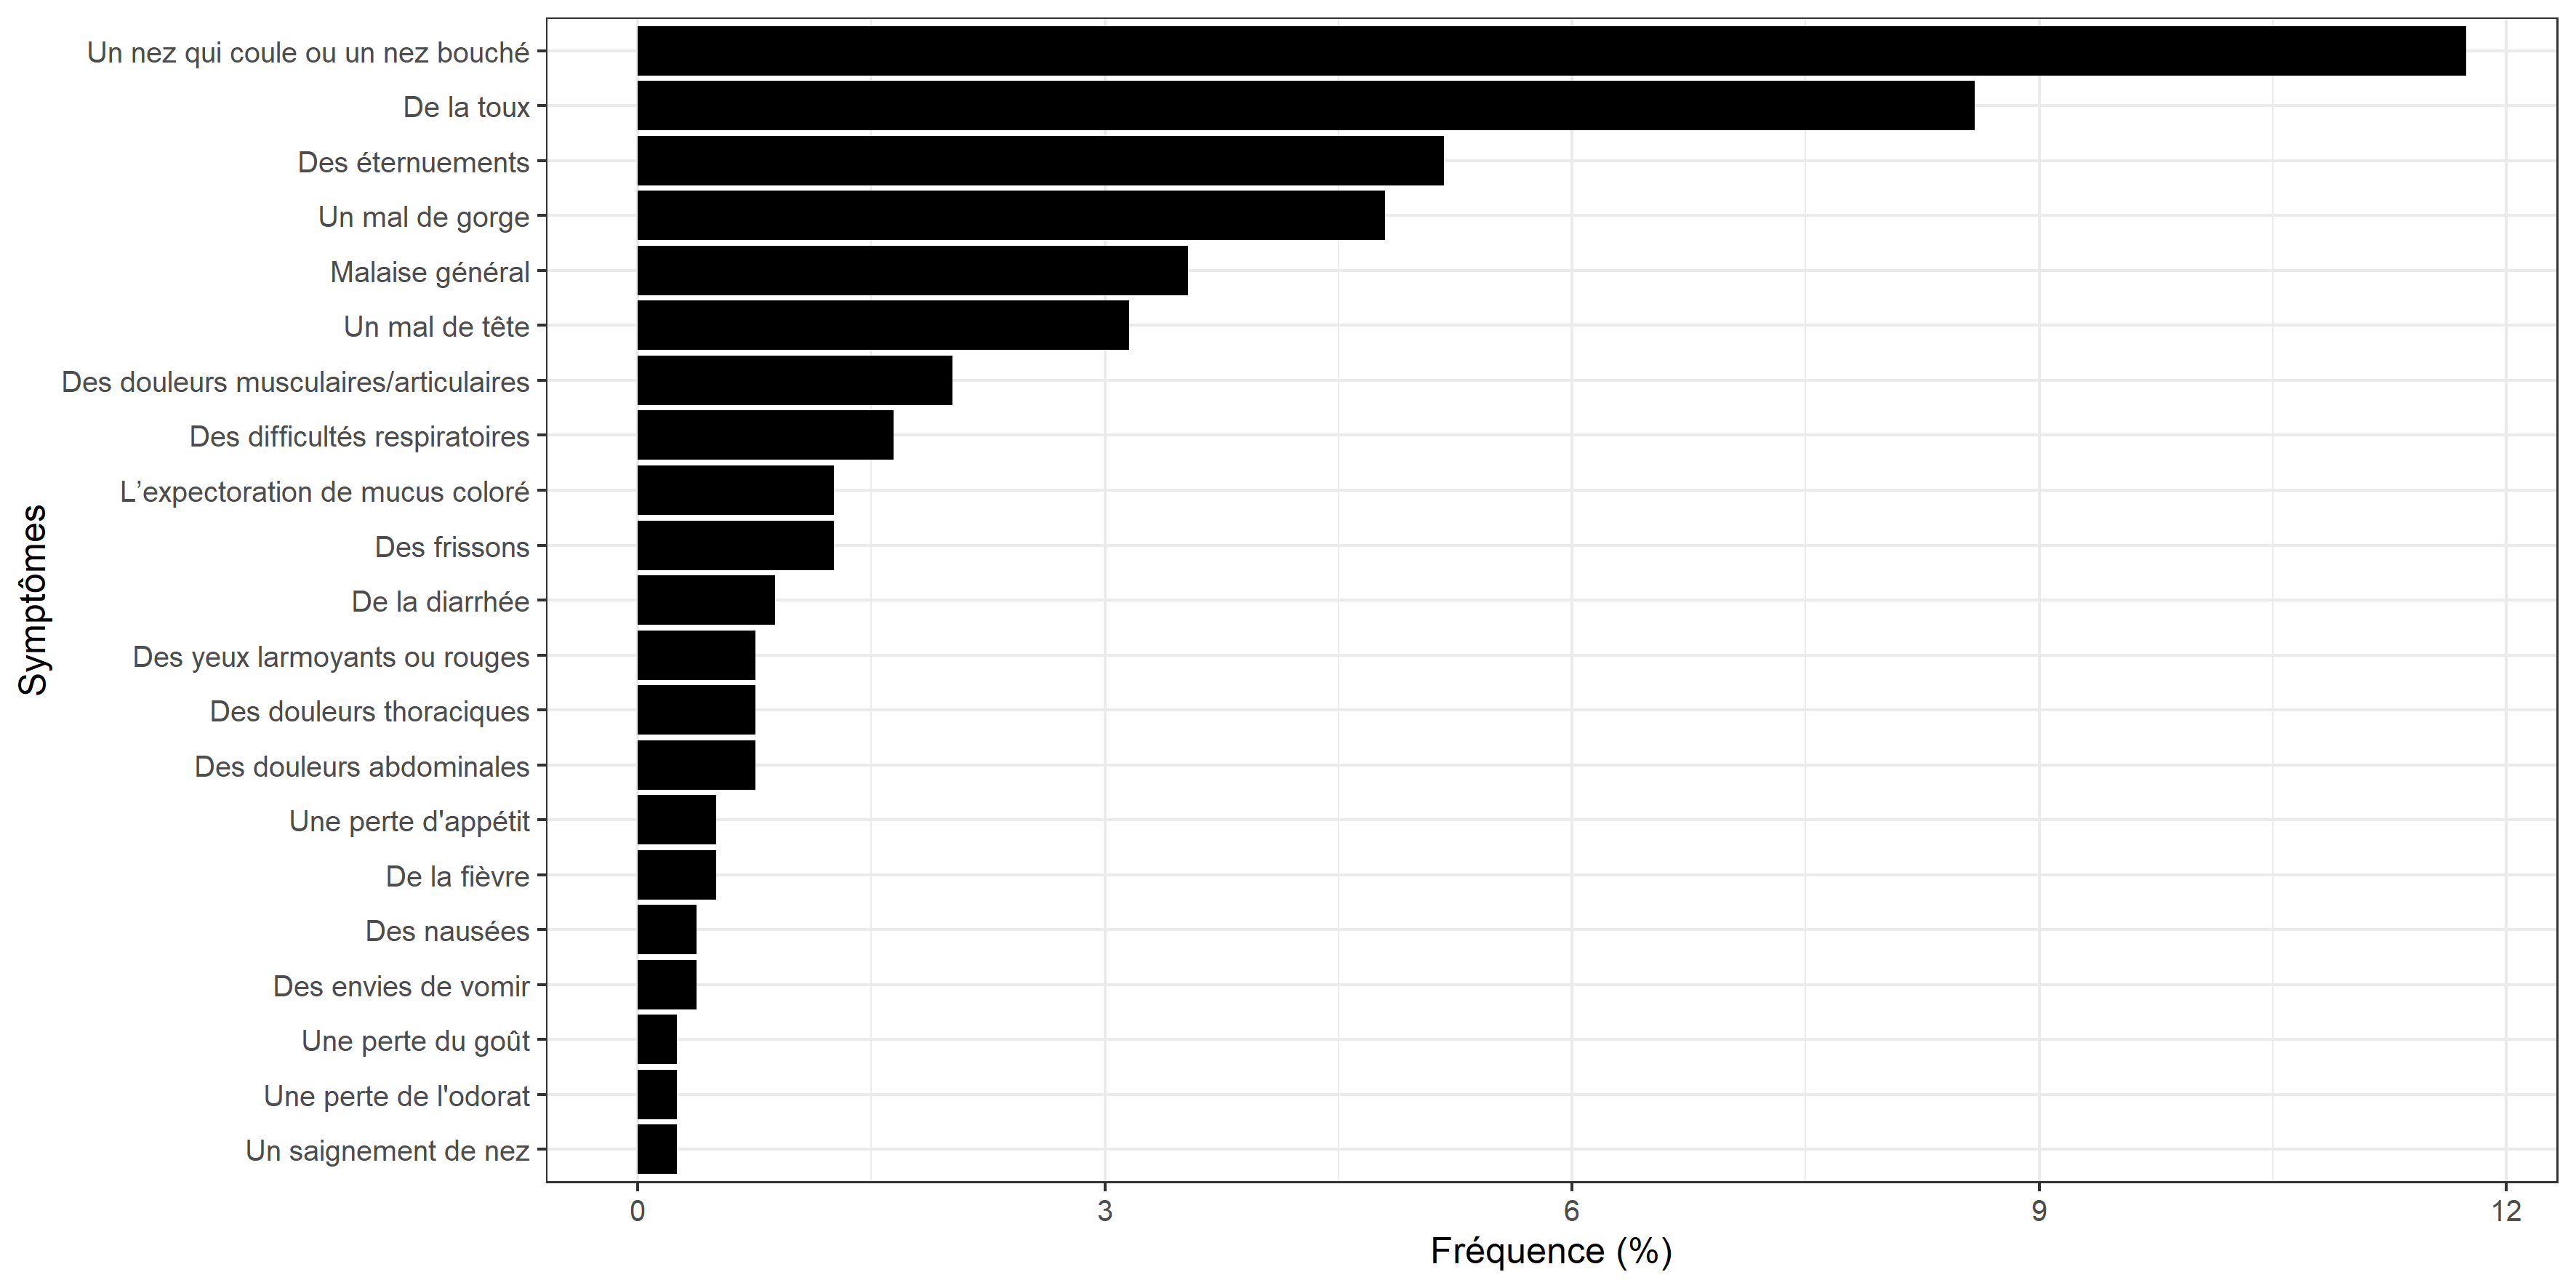 Symptômes
Un nez qui coule ou un nez bouché
De la toux
Des éternuements
Un mal de gorge
Malaise général
Un mal de tête
Des douleurs musculaires/articulaires
Des difficultés respiratoires
L’expectoration de mucus coloré
Des frissons
De la diarrhée
Des yeux larmoyants ou rouges
Des douleurs thoraciques
Des douleurs abdominales
Une perte d'appétit
De la fièvre
Des nausées
Des envies de vomir
Une perte du goût
Une perte de l'odorat
Un saignement de nez
0 3 6 9 12
Fréquence (%)